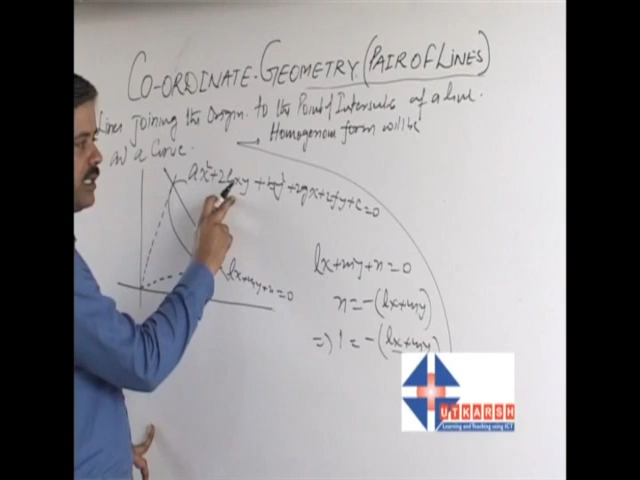 CO-ORDINATE GEOMETRY (PAIR OF LINES)
Lines Joining the Origin to the Point of Intersects of a line
and a Curve.
Homogenous form will be
ax²+2hxy+by²+2gx+2fy+c=0
lx+my+n=0
lx+my+n=0
n=-(lx+my)
⇒ 1 = -(lx+my)
UTKARSH
Learning and Teaching using ICT